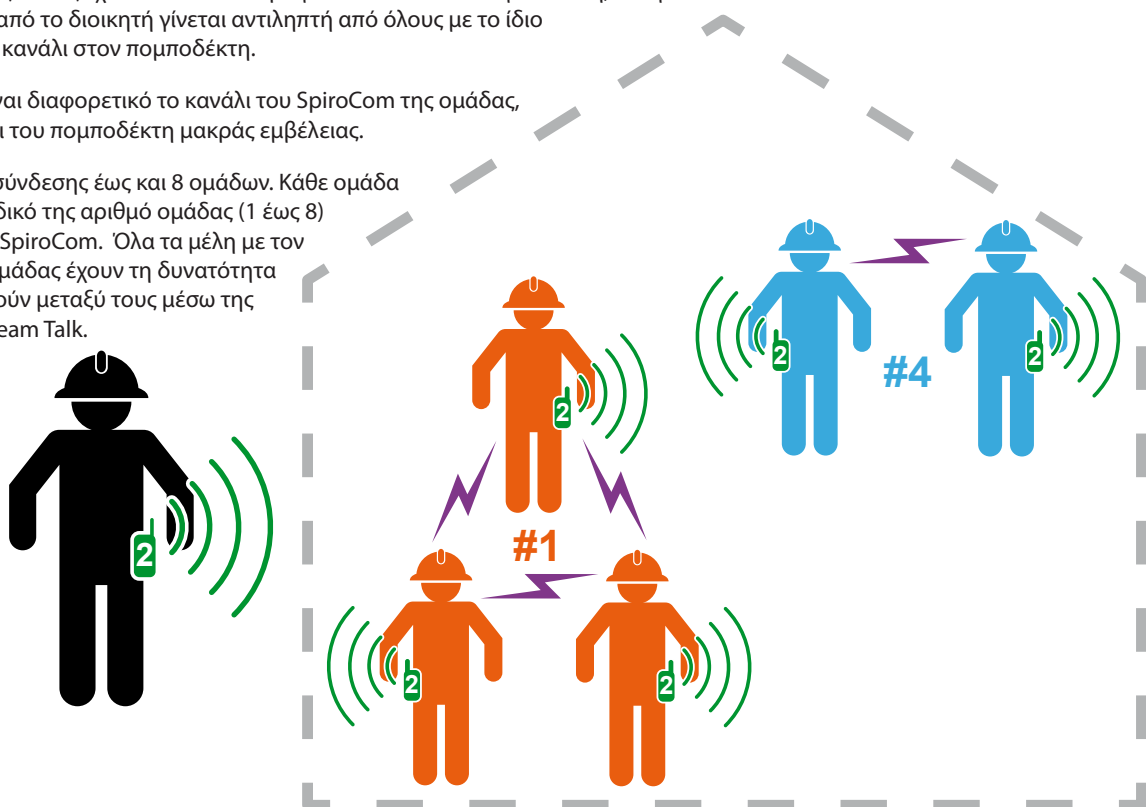 από το διοικητή γίνεται αντιληπτή από όλους με το ίδιο
κανάλι στον πομποδέκτη.
ναι διαφορετικό το κανάλι του SpiroCom της ομάδας,
ι του πομποδέκτη μακράς εμβέλειας.
σύνδεσης έως και 8 ομάδων. Κάθε ομάδα
δικό της αριθμό ομάδας (1 έως 8)
SpiroCom. Όλα τα μέλη με τον
μάδας έχουν τη δυνατότητα
ούν μεταξύ τους μέσω της
eam Talk.
2
2
2
#4
2
#1
2
2
2